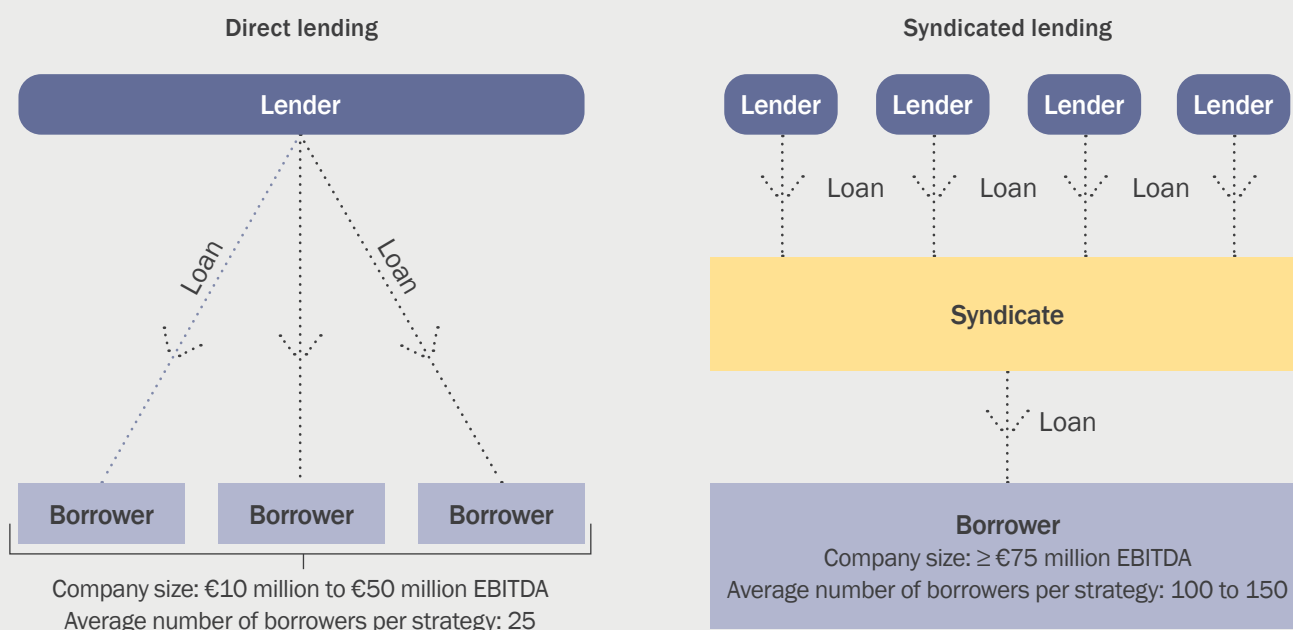 Direct lending
Lender
Loan
Loan
Borrower
Borrower
Borrower
Company size: €10 million to €50 million EBITDA
Average number of borrowers per strategy: 25
Syndicated lending
Lender
Lender
Lender
Lender
Loan
Loan
Loan
Syndicate
Loan
Borrower
Company size: ≥ €75 million EBITDA
Average number of borrowers per strategy: 100 to 150